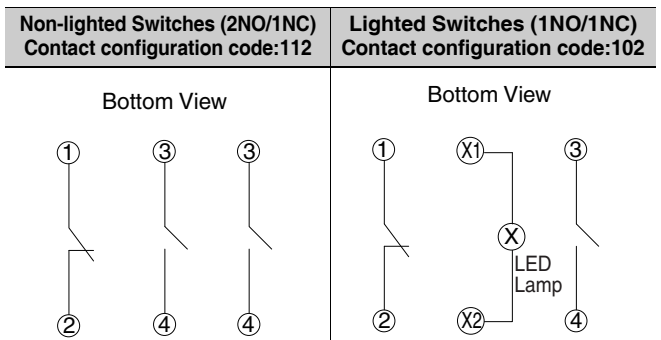 Non-lighted Switches (2NO/1NC)
Contact configuration code:112
Lighted Switches (1NO/1NC)
Contact configuration code:102
Bottom View
1 3 3
2 4 4
Bottom View
1 X1 3
X
LED
Lamp
2 X2 4